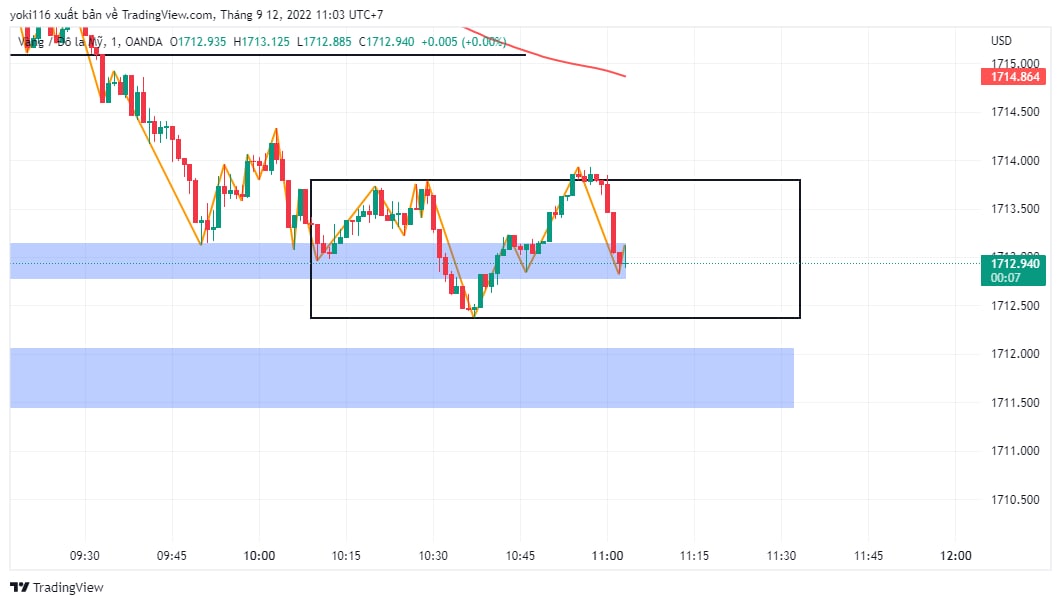 yoki116 xuất bản về TradingView.com, Tháng 9 12, 2022 11:03 UTC+7
Vàng / Đô la Mỹ, 1, OANDA O1712.935 H1713.125 L1712.885 C1712.940 +0.005 (+0.00%)
USD
1715.000
1714.864
1714.500
1714.000
1713.500
1712.940
00:07
1712.500
1712.000
1711.500
1711.000
1710.500
09:30 09:45 10:00 10:15 10:30 10:45 11:00 11:15 11:30 11:45 12:00
TradingView